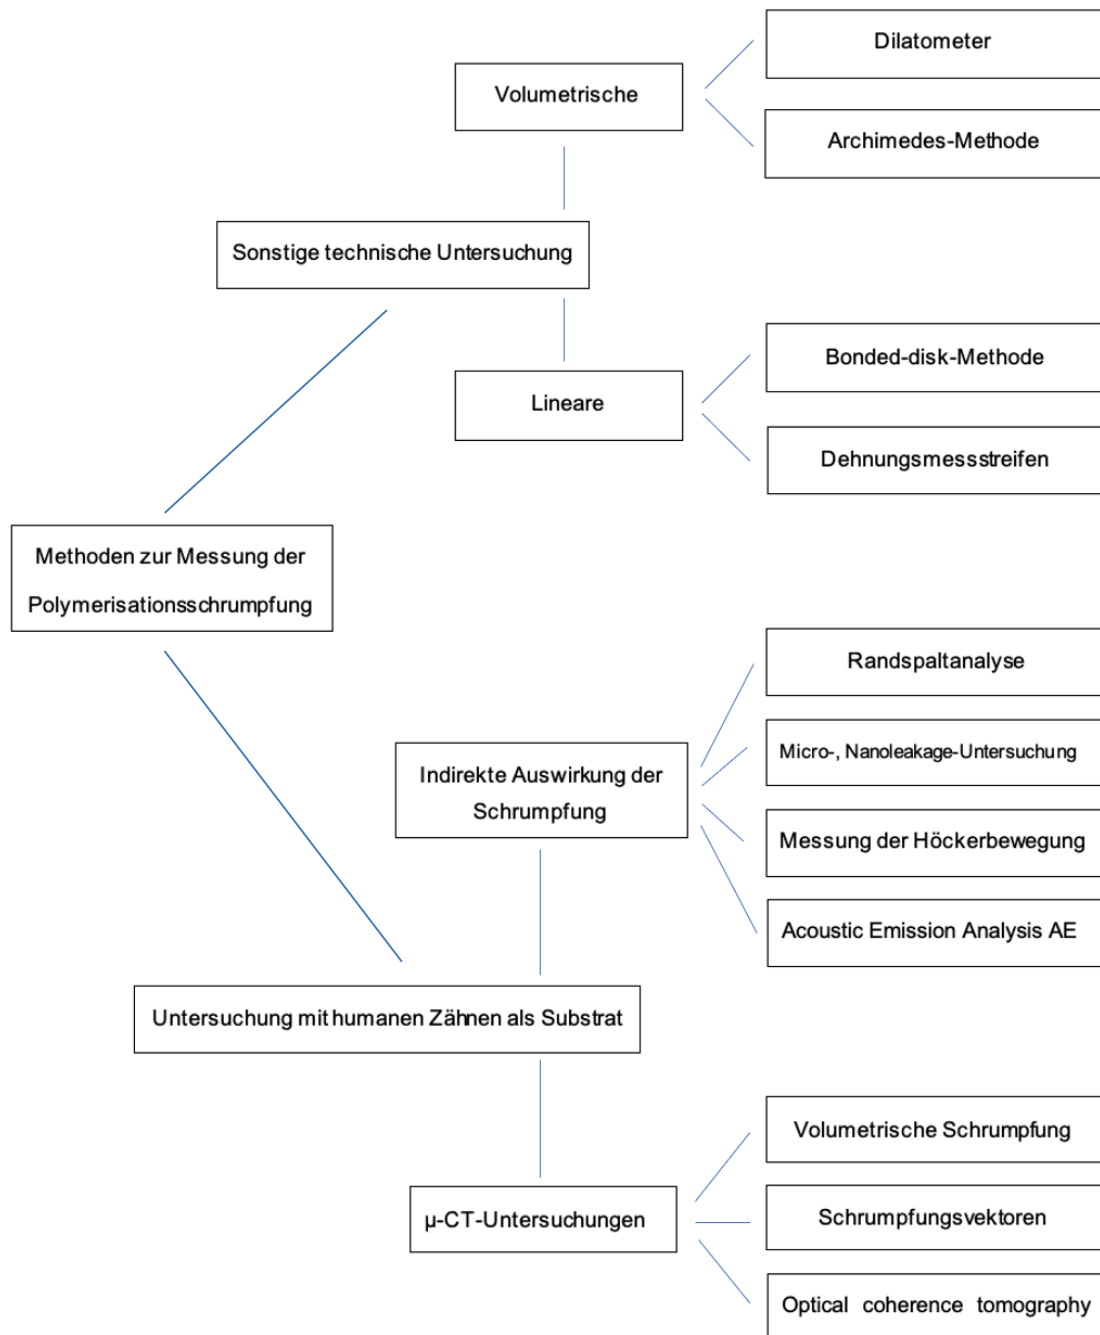 Dilatometer
Volumetrische
Archimedes-Methode
Sonstige technische Untersuchung
Bonded-disk-Methode
Lineare
Dehnungsmessstreifen
Methoden zur Messung der
Polymerisationsschrumpfung
Randspaltanalyse
Micro-, Nanoleakage-Untersuchung
Indirekte Auswirkung der
Schrumpfung
Messung der Höckerbewegung
Acoustic Emission Analysis AE
Untersuchung mit humanen Zähnen als Substrat
Volumetrische Schrumpfung
µ-CT-Untersuchungen
Schrumpfungsvektoren
Optical coherence tomography